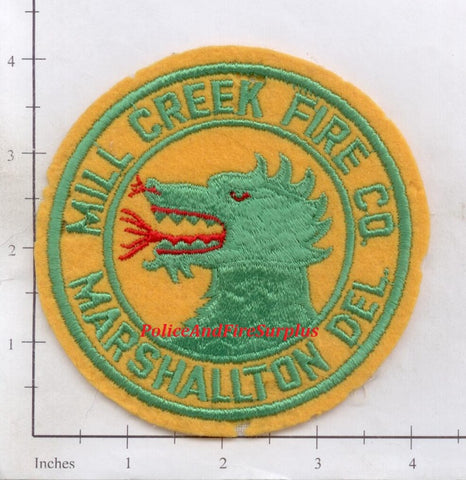 MILL CREEK FIRE CO.
MARSHALLTON DEL.
PoliceAndFireSurplus
4
3
2
1
Inches 1 2 3 4